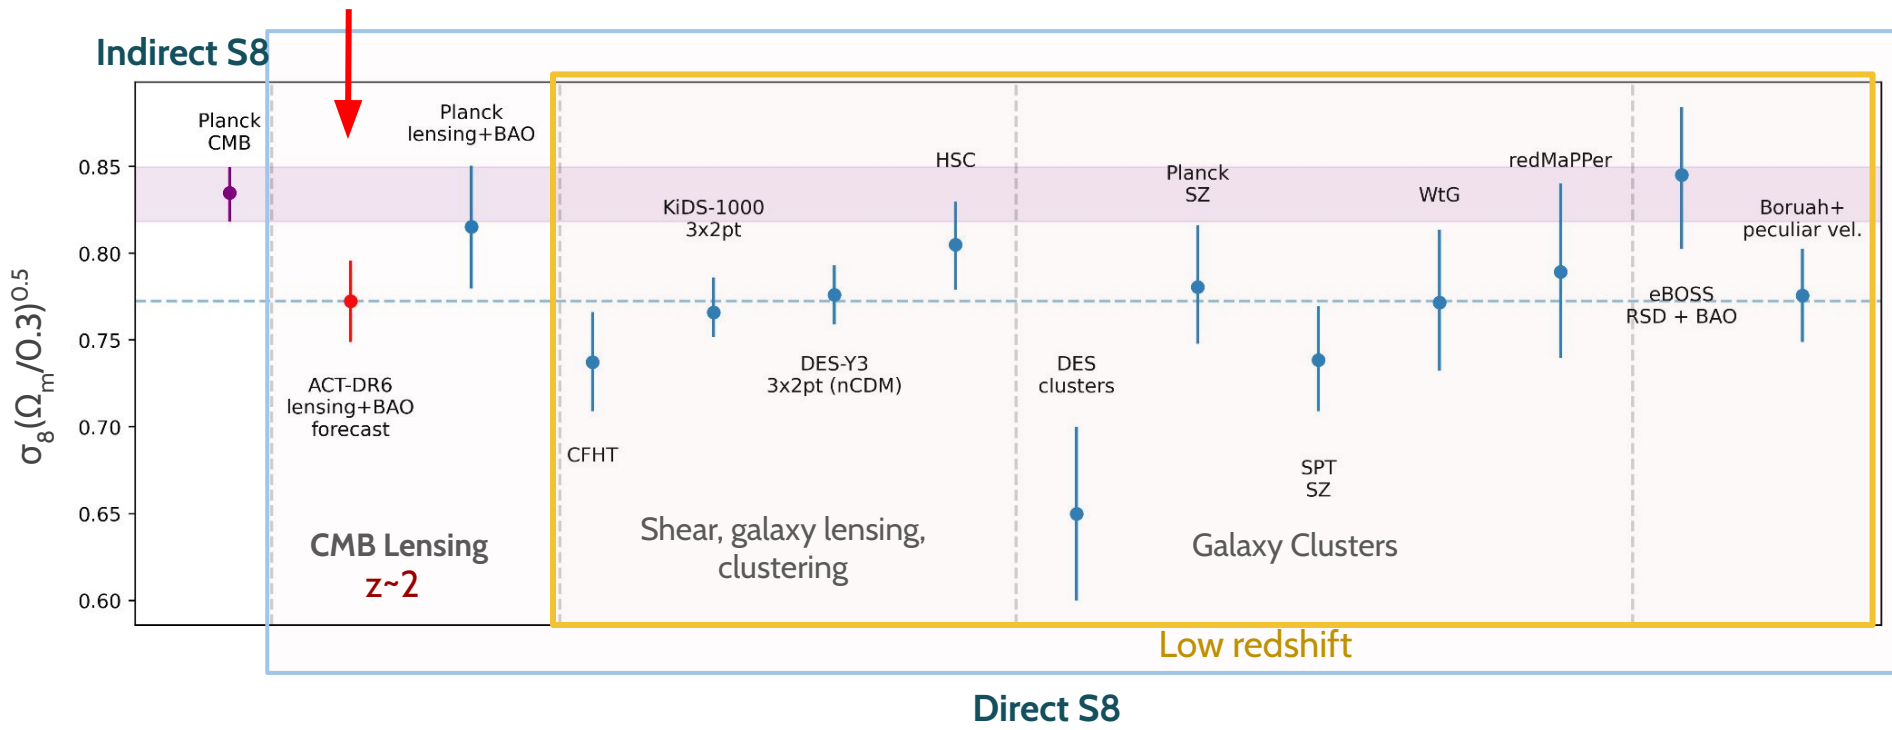 Indirect S8
Planck
CMB
Planck
lensing+BAO
ACT-DR6
lensing+BAO
forecast
CMB Lensing
z~2
CFHT
KiDS-1000
3x2pt
DES-Y3
3x2pt (nCDM)
HSC
Shear, galaxy lensing,
clustering
DES
clusters
Planck
SZ
SPT
SZ
WtG
redMaPPer
Galaxy Clusters
eBOSS
RSD + BAO
Boruah+
peculiar vel.
0.85
0.80
0.75
0.70
0.65
0.60
σ8(Ωm/0.3)^0.5
Low redshift
Direct S8